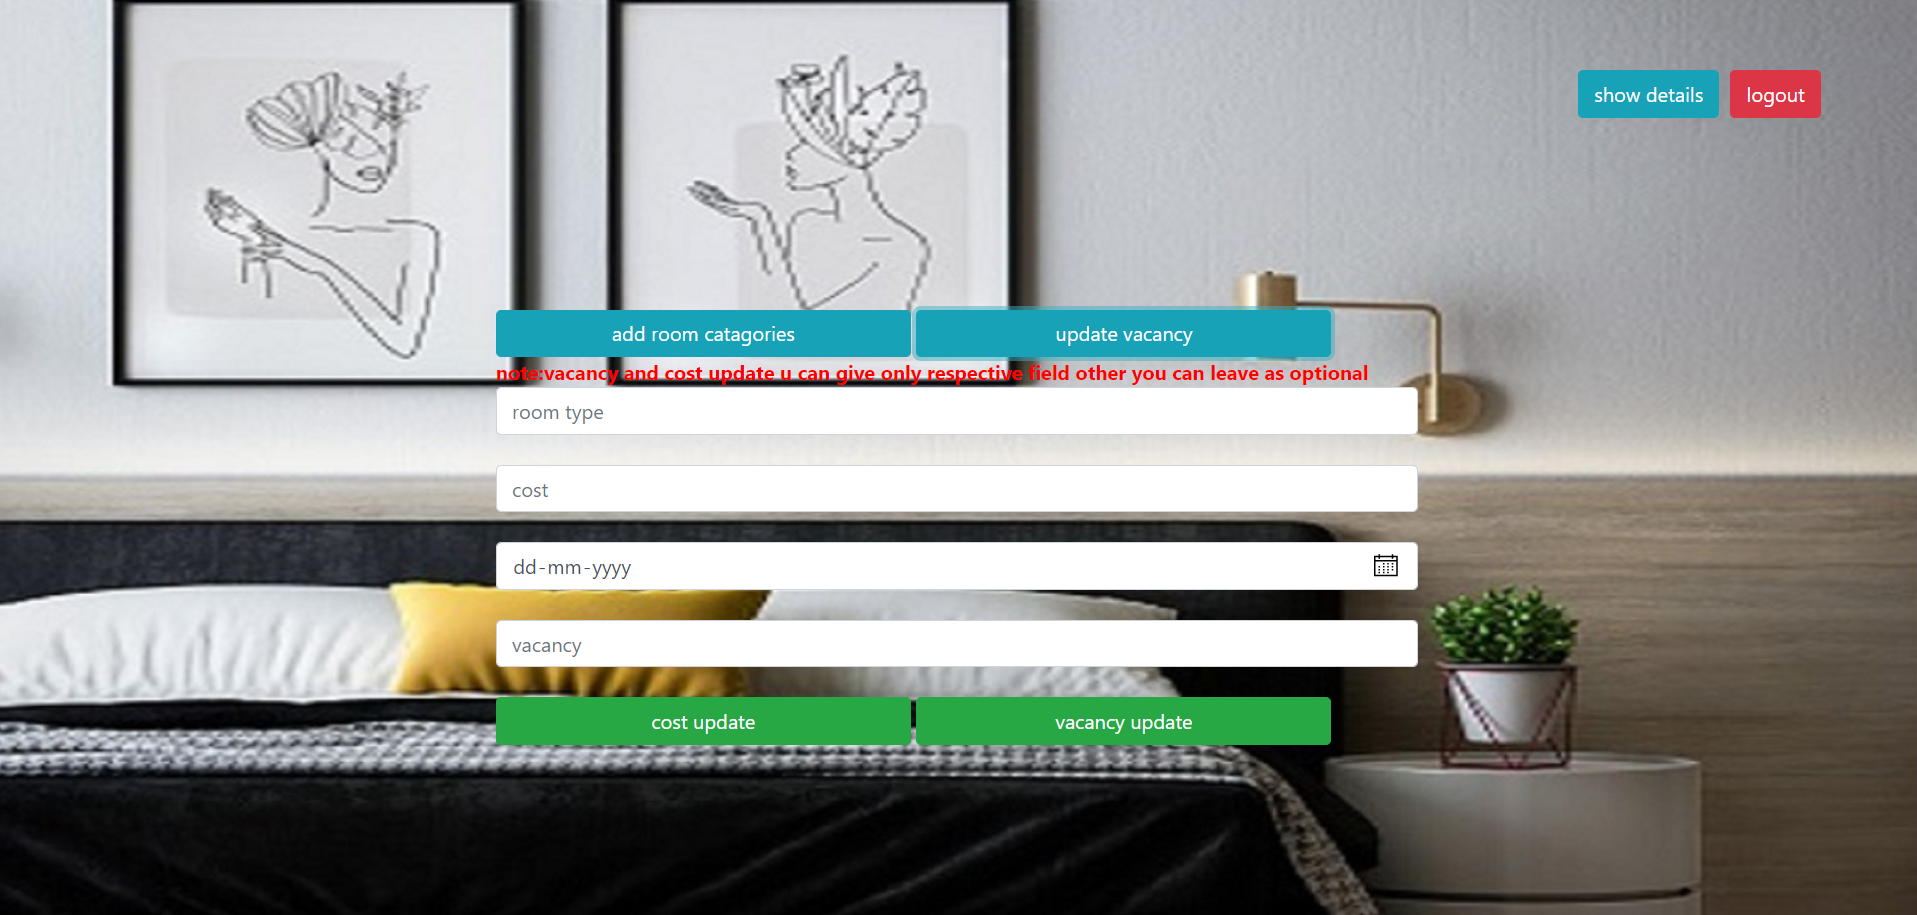 show details logout
add room catagories update vacancy
note:vacancy and cost update u can give only respective field other you can leave as optional
room type
cost
dd-mm-yyyy
vacancy
cost update vacancy update